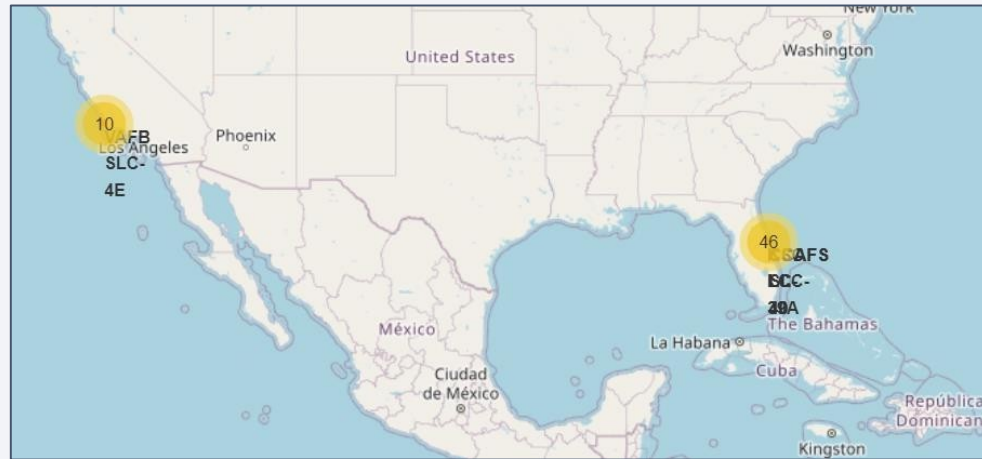 New York
Washington
United States
10
VAFB
Los Angeles
SLC-
4E
Phoenix
46
México
The Bahamas
La Habana
Cuba
Ciudad
de México
República
Dominican
Kingston